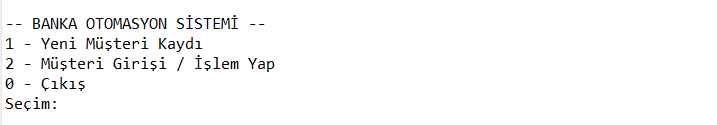 -- BANKA OTOMASYON SİSTEMİ --
1 - Yeni Müşteri Kaydı
2 - Müşteri Girişi / İşlem Yap
0 - Çıkış
Seçim: